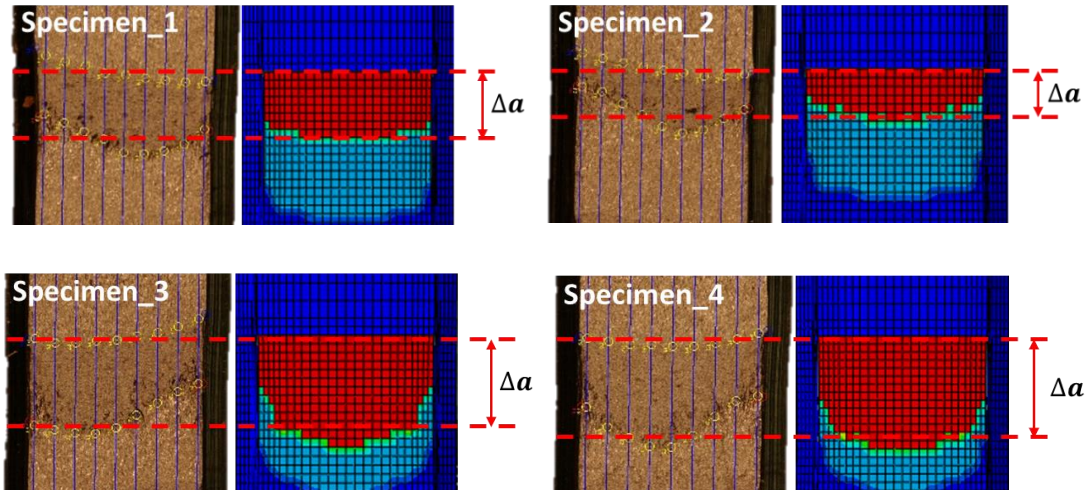 Specimen_1
Δa
Specimen_2
Δa
Specimen_3
Δa
Specimen_4
Δa